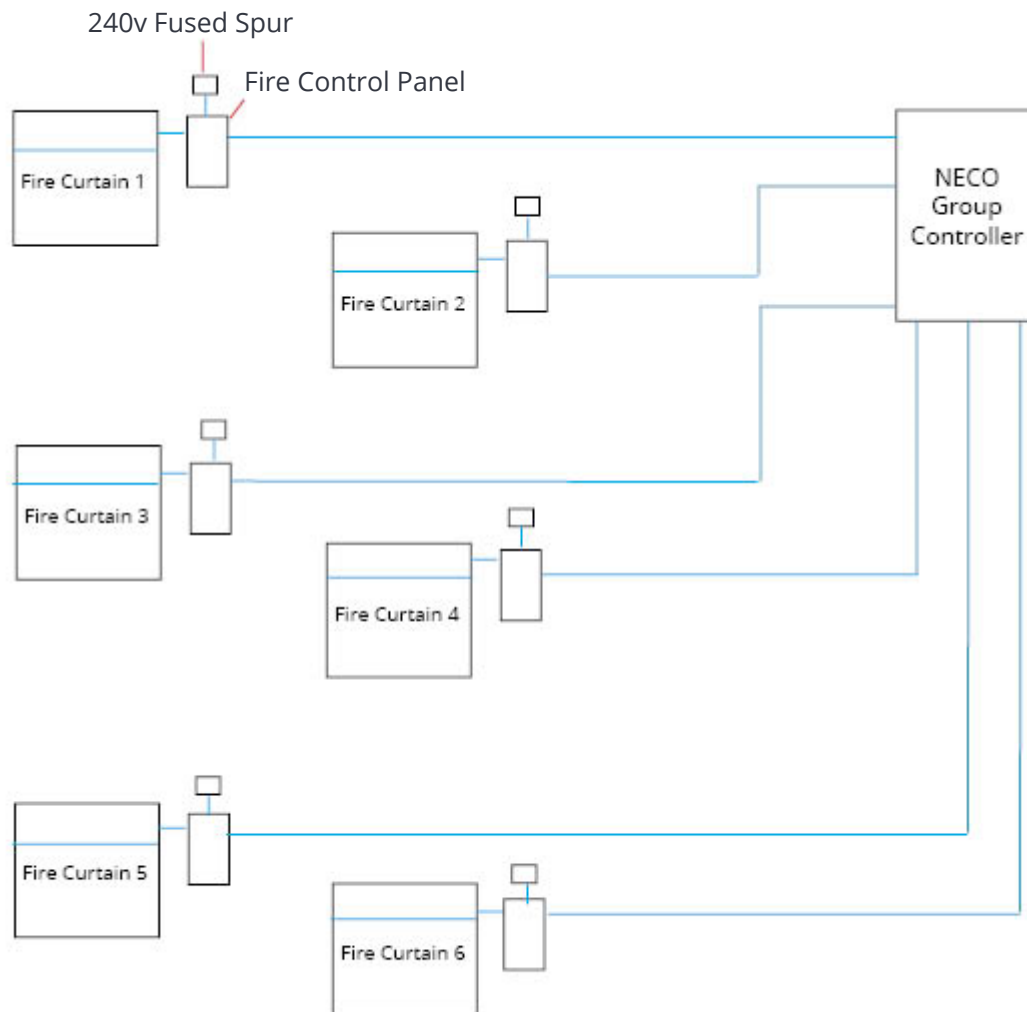 240v Fused Spur
Fire Control Panel
Fire Curtain 1
NECO
Group
Controller
Fire Curtain 2
Fire Curtain 3
Fire Curtain 4
Fire Curtain 5
Fire Curtain 6